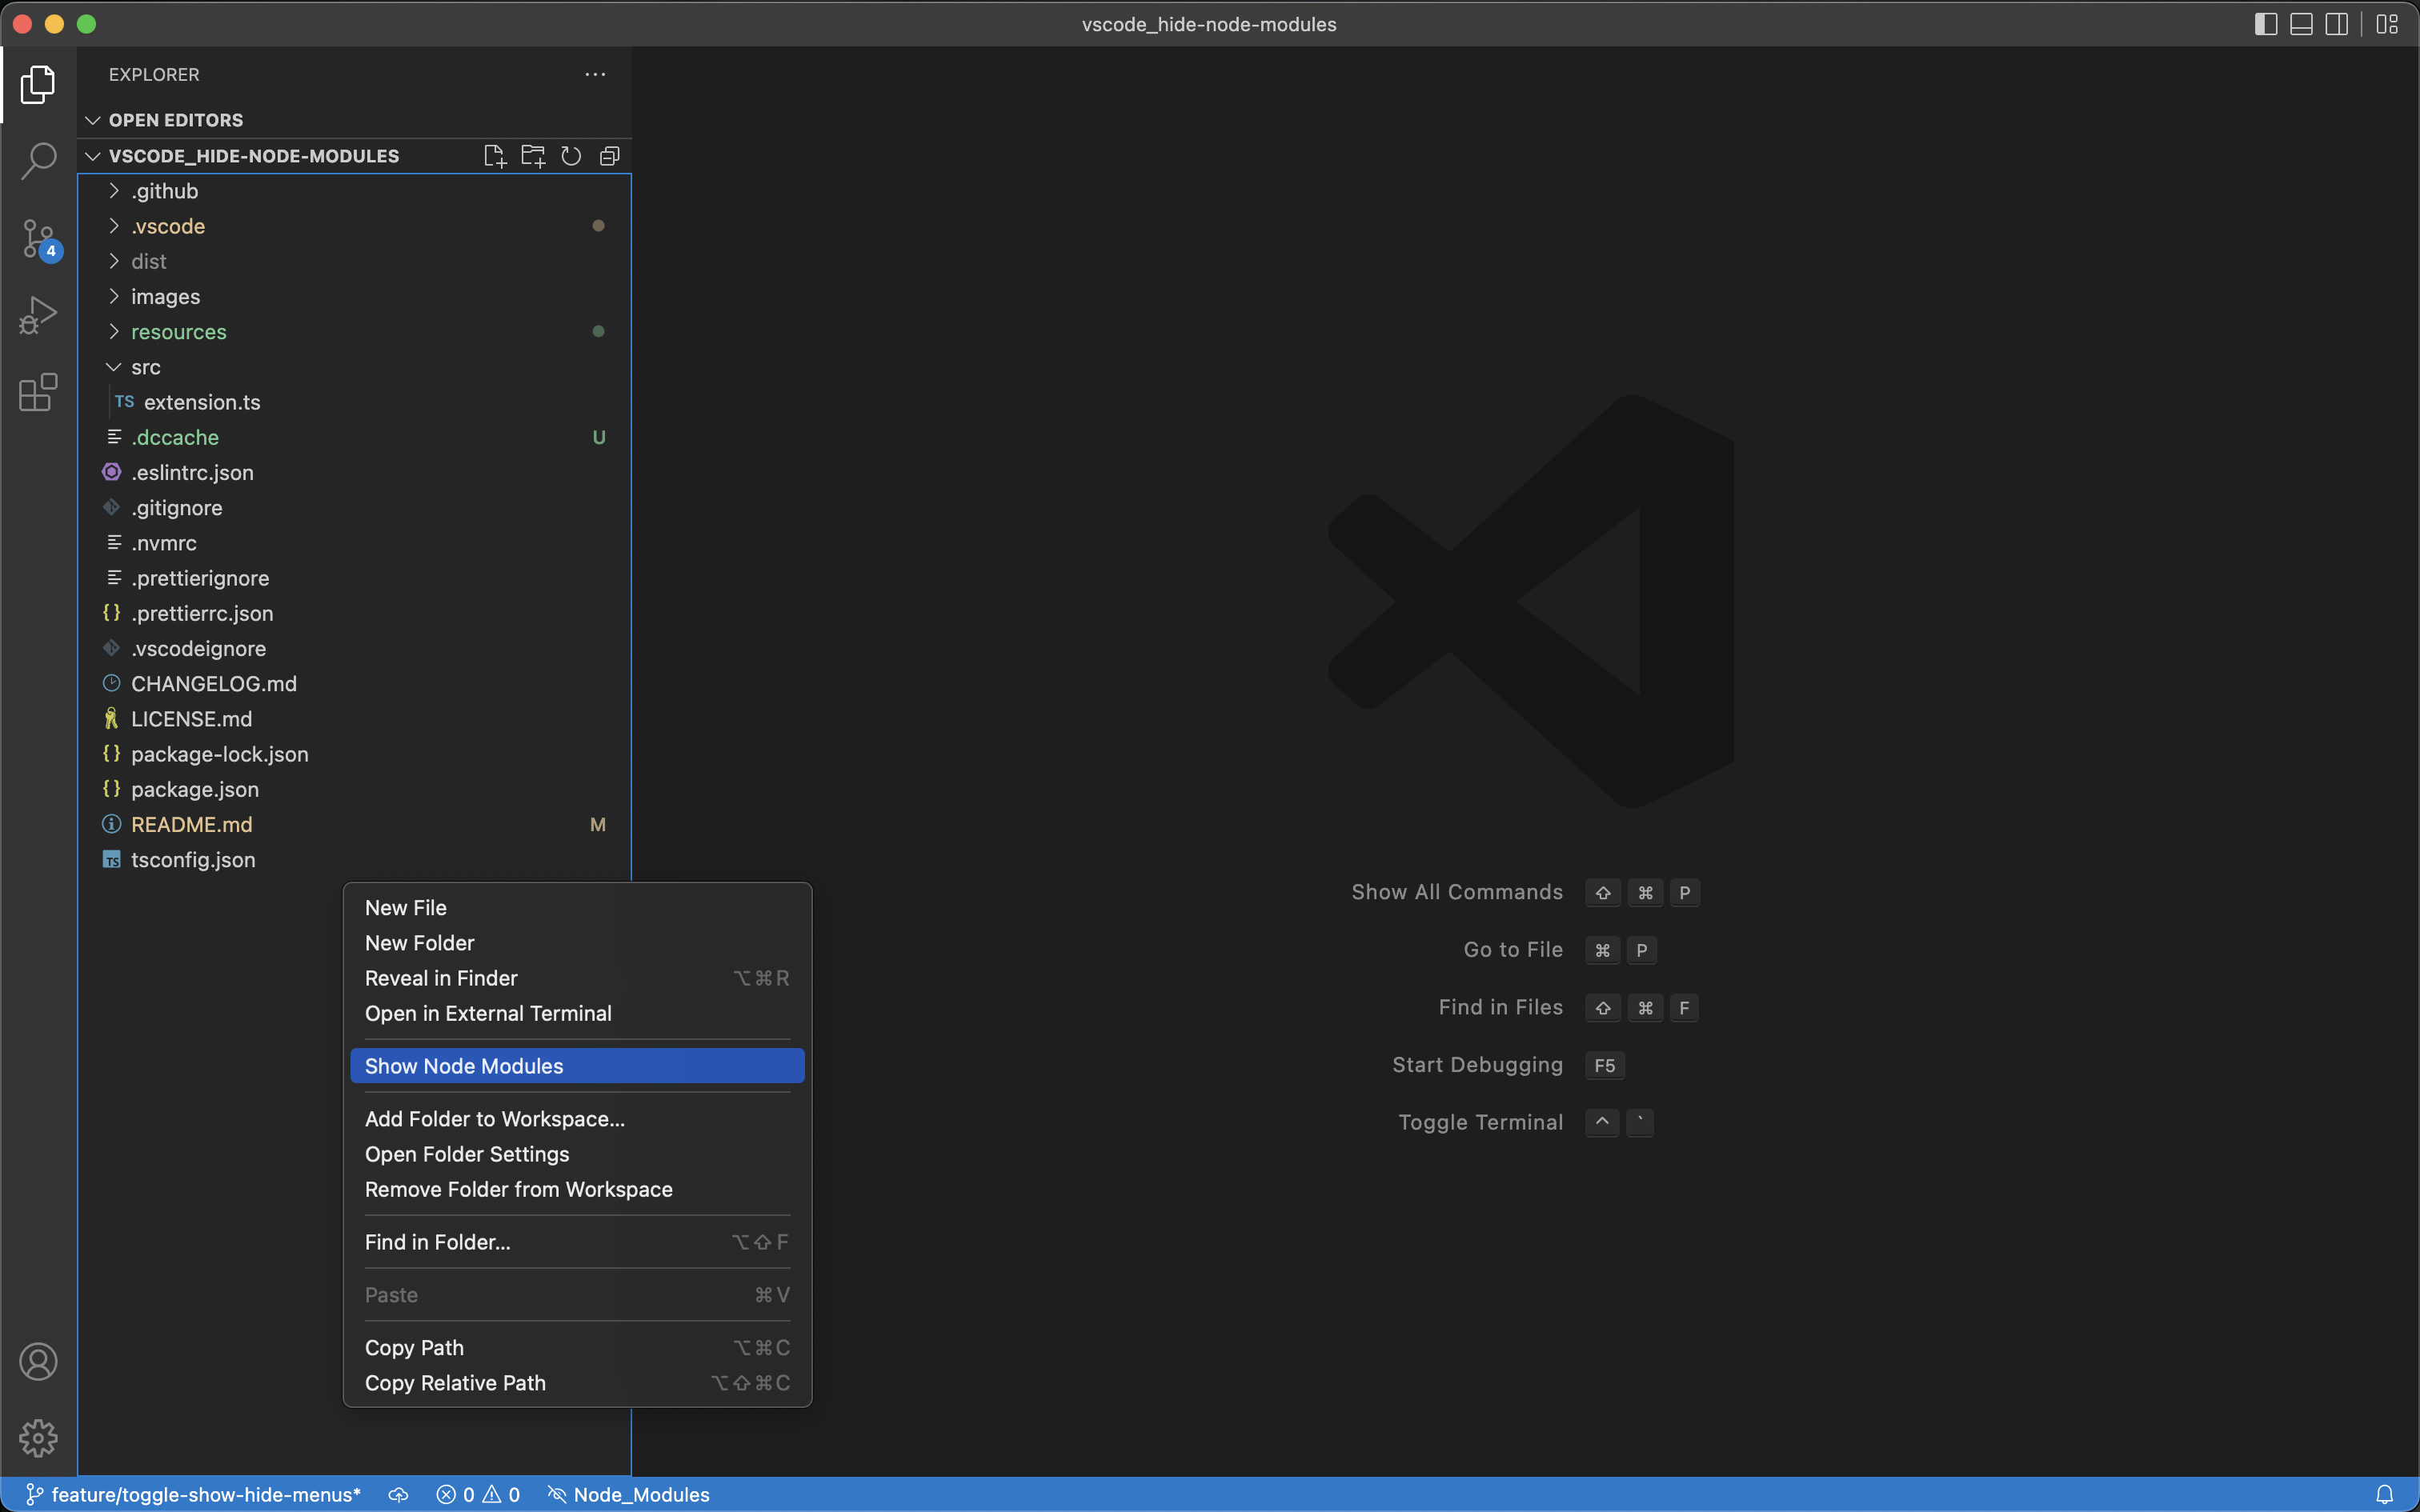 vscode_hide-node-modules
EXPLORER
OPEN EDITORS
VSCODE_HIDE-NODE-MODULES
.github
.vscode
4
dist
images
resources
src
TS extension.ts
.dccache U
.eslintrc.json
.gitignore
.nvmrc
.prettierignore
{} .prettierrc.json
.vscodeignore
CHANGELOG.md
LICENSE.md
{} package-lock.json
{} package.json
README.md M
TS tsconfig.json
New File
New Folder
Reveal in Finder ⌥⌘R
Open in External Terminal
Show Node Modules
Add Folder to Workspace...
Open Folder Settings
Remove Folder from Workspace
Find in Folder... ⌥⇧F
Paste ⌘V
Copy Path ⌥⌘C
Copy Relative Path ⌥⇧⌘C
Show All Commands ⇧ ⌘ P
Go to File ⌘ P
Find in Files ⇧ ⌘ F
Start Debugging F5
Toggle Terminal ^ `
feature/toggle-show-hide-menus* 0 0 Node_Modules